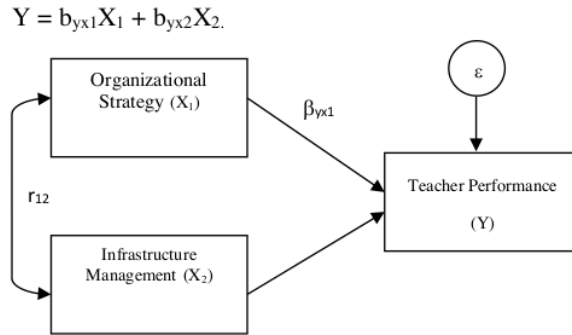 Y = byx1X1 + byx2X2.
Organizational
Strategy (X1)
ε
βyx1
Teacher Performance
(Y)
r12
Infrastructure
Management (X2)